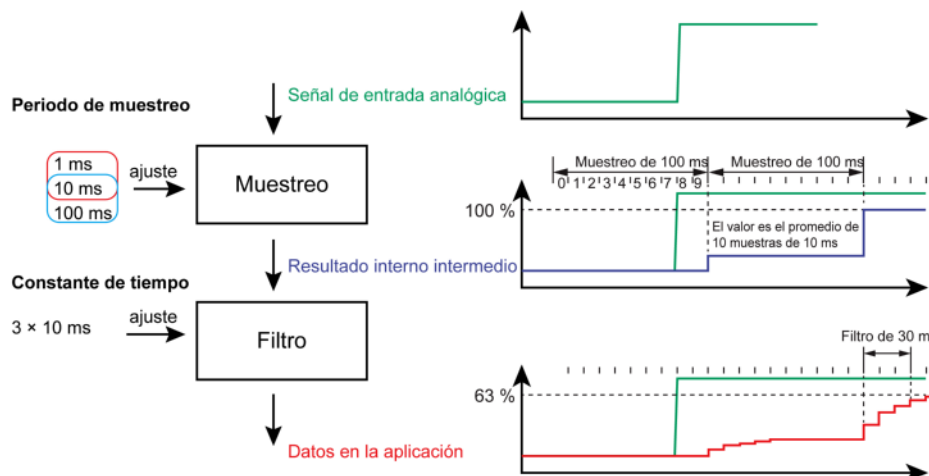 Señal de entrada analógica
Periodo de muestreo
1 ms
10 ms
100 ms
ajuste
Muestreo
Muestreo de 100 ms
Muestreo de 100 ms
0 1 2 3 4 5 6 7 8 9
100 %
El valor es el promedio de
10 muestras de 10 ms
Resultado interno intermedio
Constante de tiempo
3 × 10 ms
ajuste
Filtro
Filtro de 30 m
63 %
Datos en la aplicación